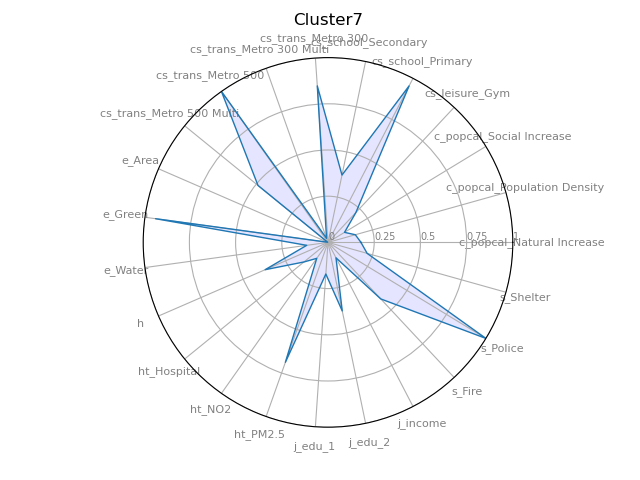 Cluster7
cs_trans_Metro 300
cs_school_Secondary
cs_trans_Metro 300 Multi
cs_school_Primary
cs_trans_Metro 500
cs_leisure_Gym
cs_trans_Metro 500 Multi
c_popcal_Social Increase
e_Area
c_popcal_Population Density
e_Green
0 0.25 0.5 0.75 1
c_popcal_Natural Increase
e_Water
s_Shelter
h
s_Police
ht_Hospital
s_Fire
ht_NO2
j_income
ht_PM2.5
j_edu_2
j_edu_1